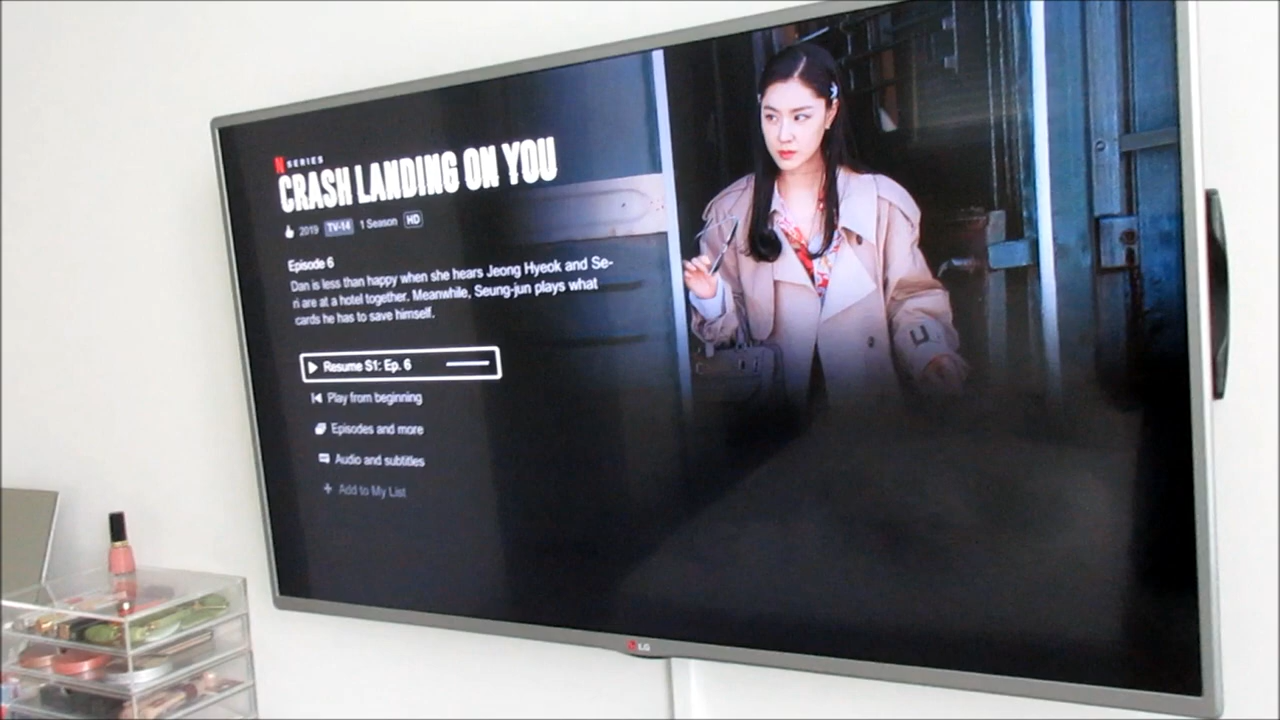 N SERIES
CRASH LANDING ON YOU
2019 TV-14 1 Season HD
Episode 6
Dan is less than happy when she hears Jeong Hyeok and Se-
ri are at a hotel together. Meanwhile, Seung-jun plays what
cards he has to save himself.
Resume S1: Ep. 6
Play from beginning
Episodes and more
Audio and subtitles
+ Add to My List
LG